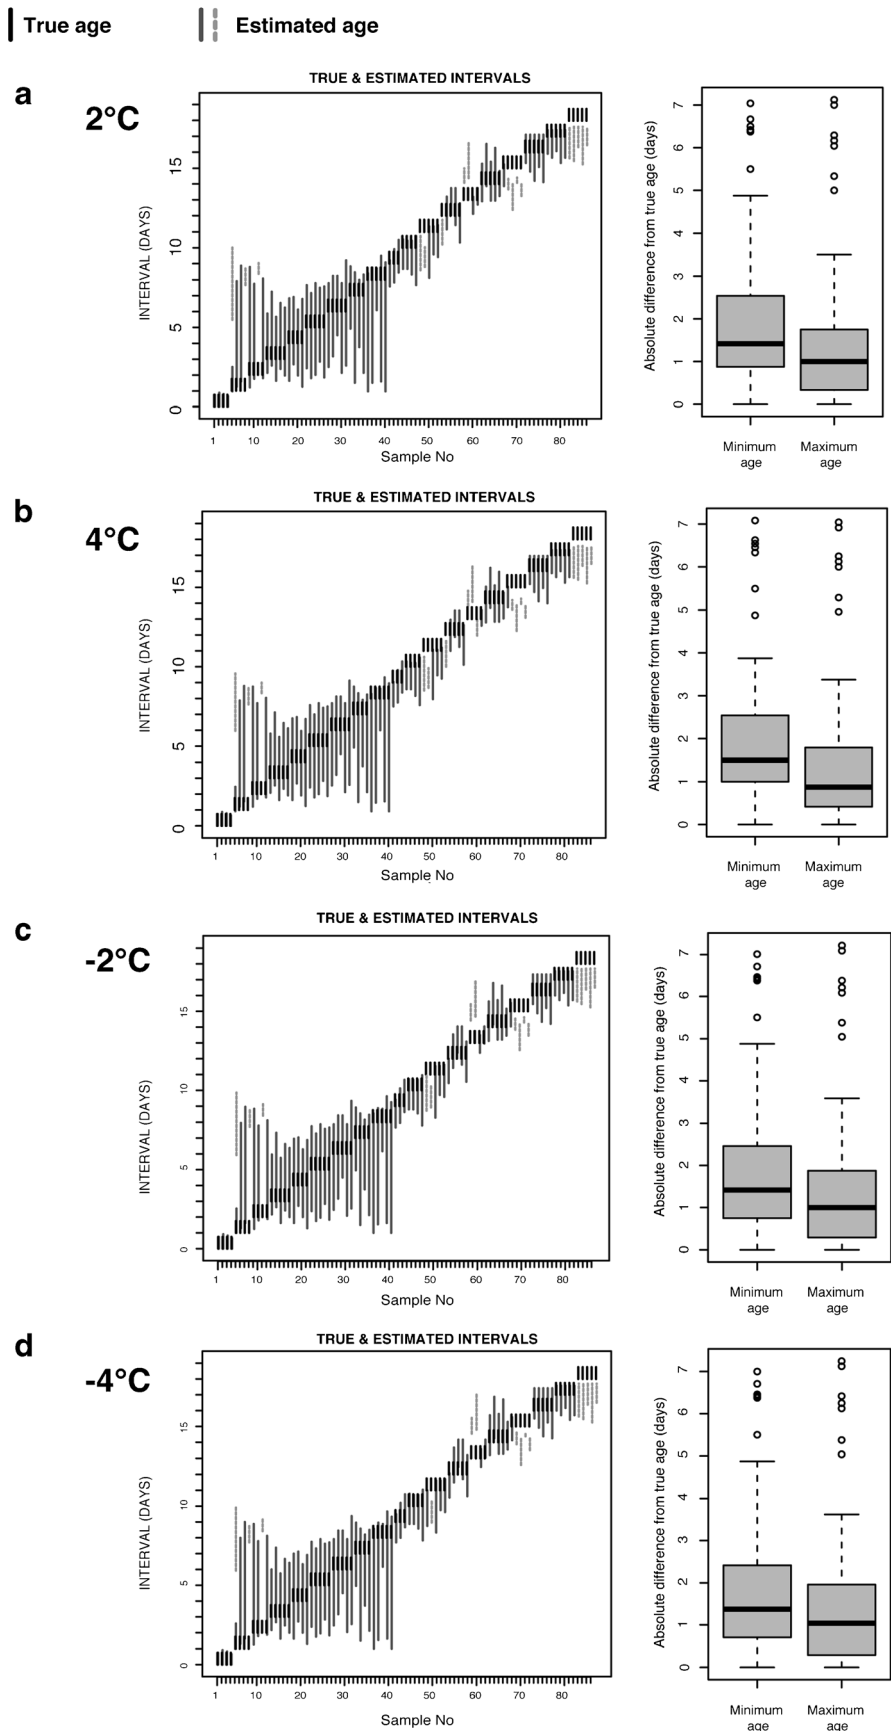 True age
Estimated age
a
2°C
TRUE & ESTIMATED INTERVALS
INTERVAL (DAYS)
0
5
10
15
1
10
20
30
40
50
60
70
80
Sample No
Absolute difference from true age (days)
0
1
2
3
4
5
6
7
Minimum age
Maximum age
b
4°C
TRUE & ESTIMATED INTERVALS
INTERVAL (DAYS)
0
5
10
15
1
10
20
30
40
50
60
70
80
Sample No
Absolute difference from true age (days)
0
1
2
3
4
5
6
7
Minimum age
Maximum age
c
-2°C
TRUE & ESTIMATED INTERVALS
INTERVAL (DAYS)
0
5
10
15
1
10
20
30
40
50
60
70
80
Sample No
Absolute difference from true age (days)
0
1
2
3
4
5
6
7
Minimum age
Maximum age
d
-4°C
TRUE & ESTIMATED INTERVALS
INTERVAL (DAYS)
0
5
10
15
1
10
20
30
40
50
60
70
80
Sample No
Absolute difference from true age (days)
0
1
2
3
4
5
6
7
Minimum age
Maximum age